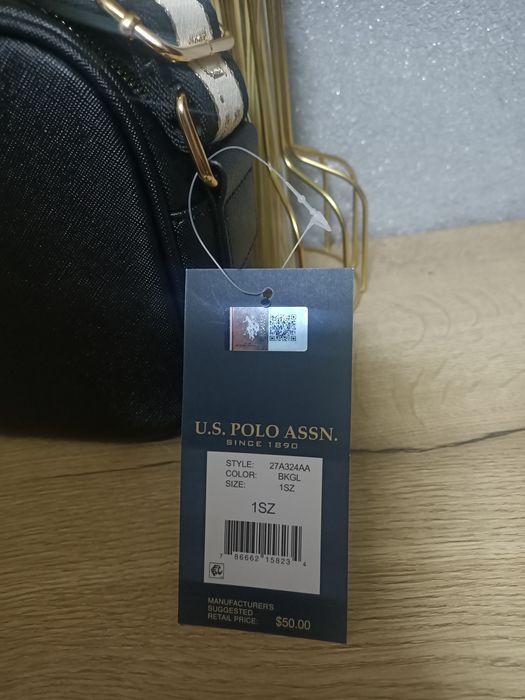 U.S. POLO ASSN.
SINCE 1890
STYLE: 27A324AA
COLOR: BKGL
SIZE: 1SZ
1SZ
7 86662 15823 4
MANUFACTURER'S
SUGGESTED
RETAIL PRICE: $50.00